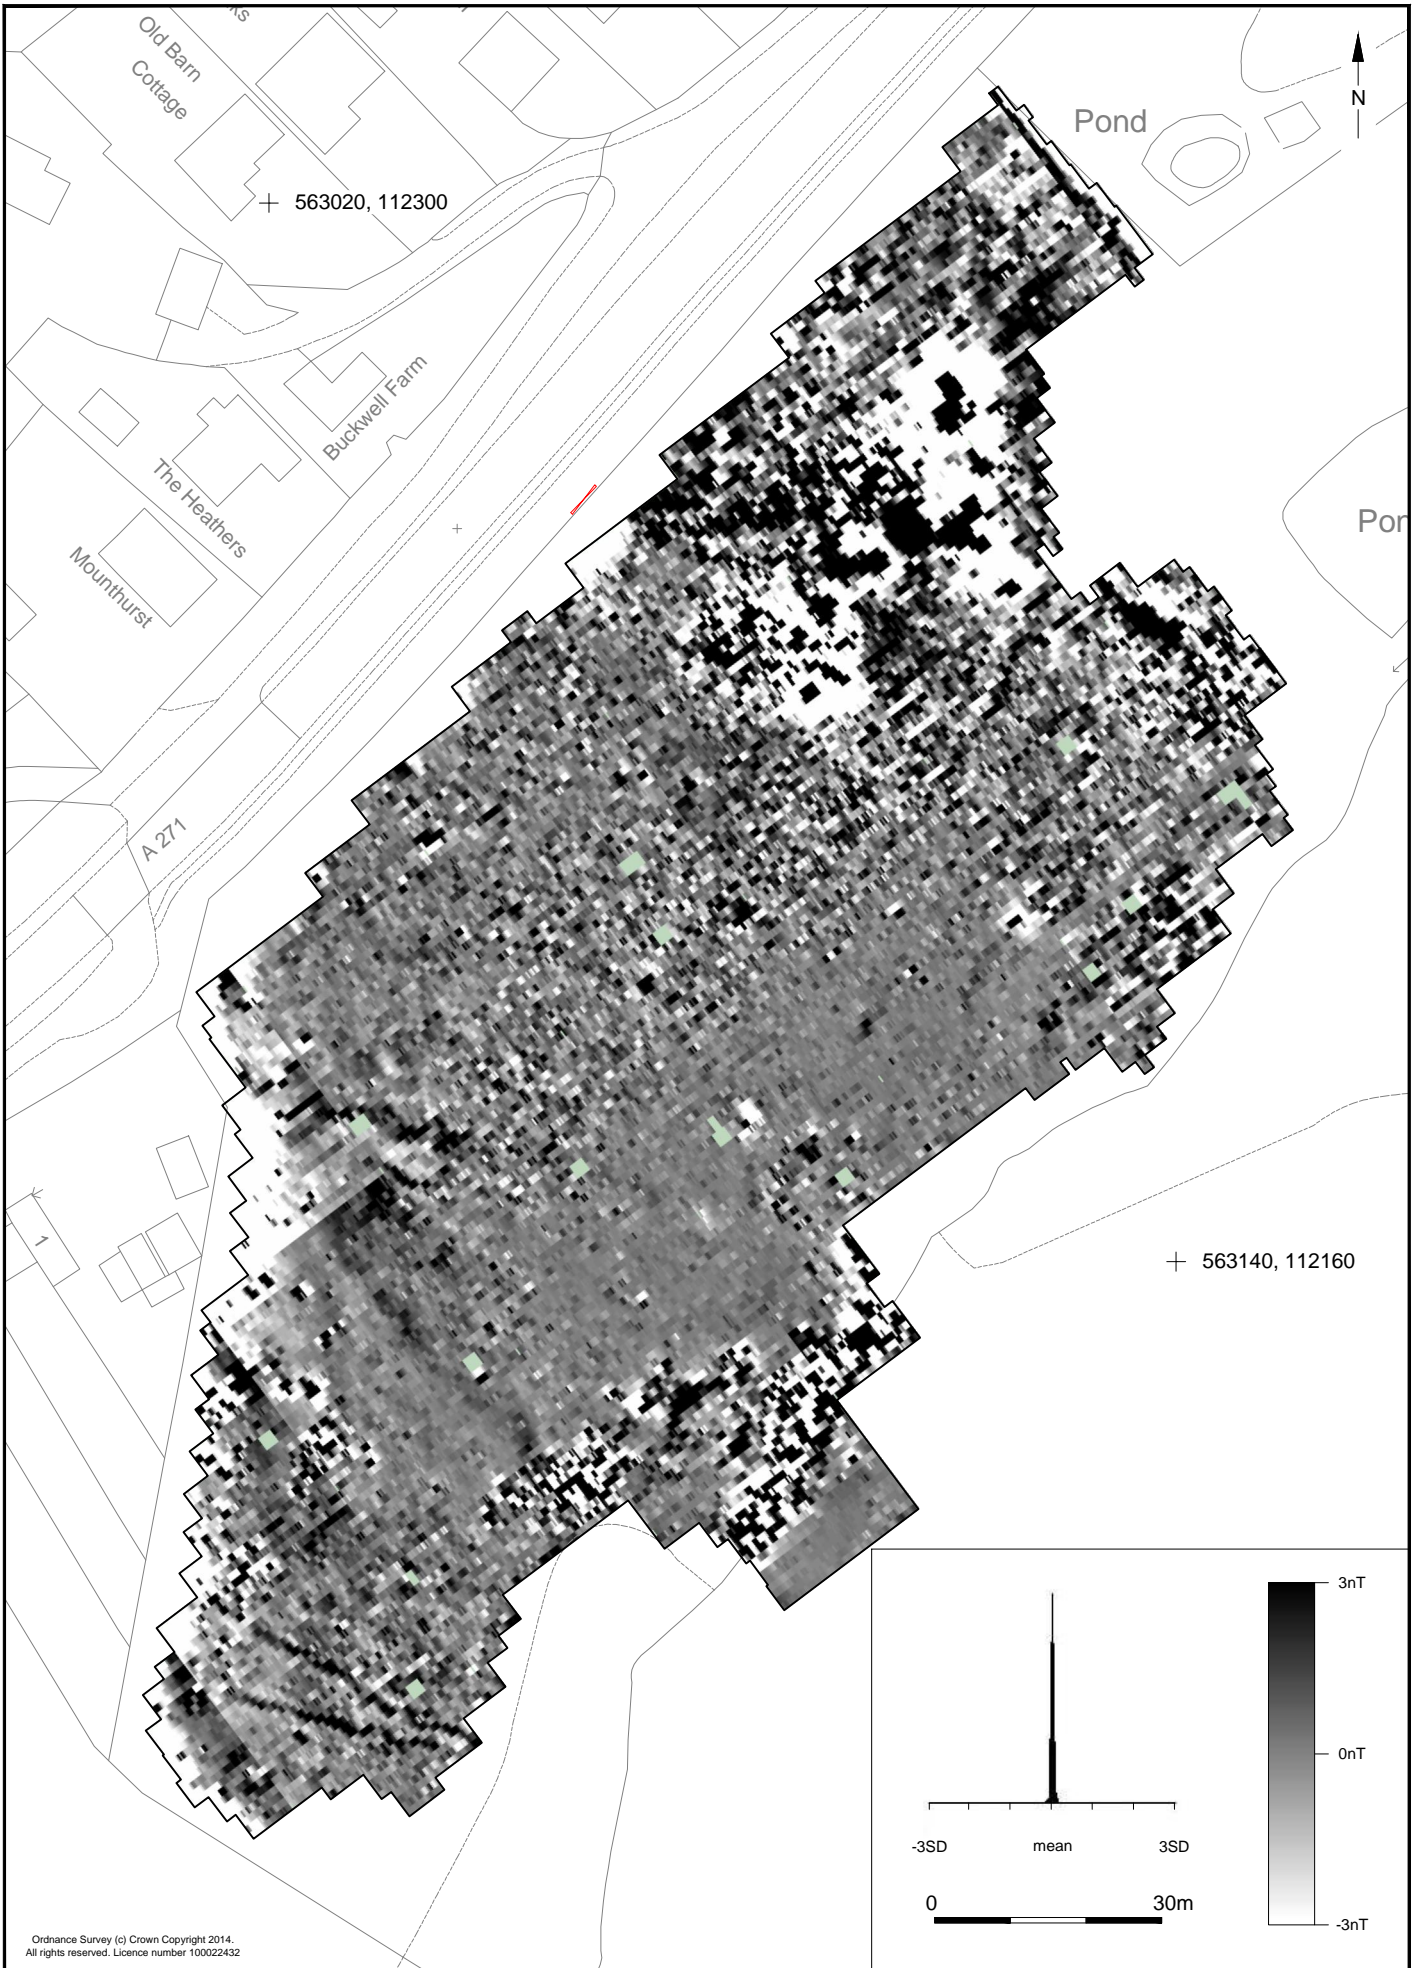 Old Barn
Cottage
Pond
N
563020, 112300
Buckwell Farm
The Heathers
Mounthurst
Por
A 271
1
563140, 112160
3nT
0nT
-3nT
-3SD
mean
3SD
0
30m
Ordnance Survey (c) Crown Copyright 2014.
All rights reserved. Licence number 100022432